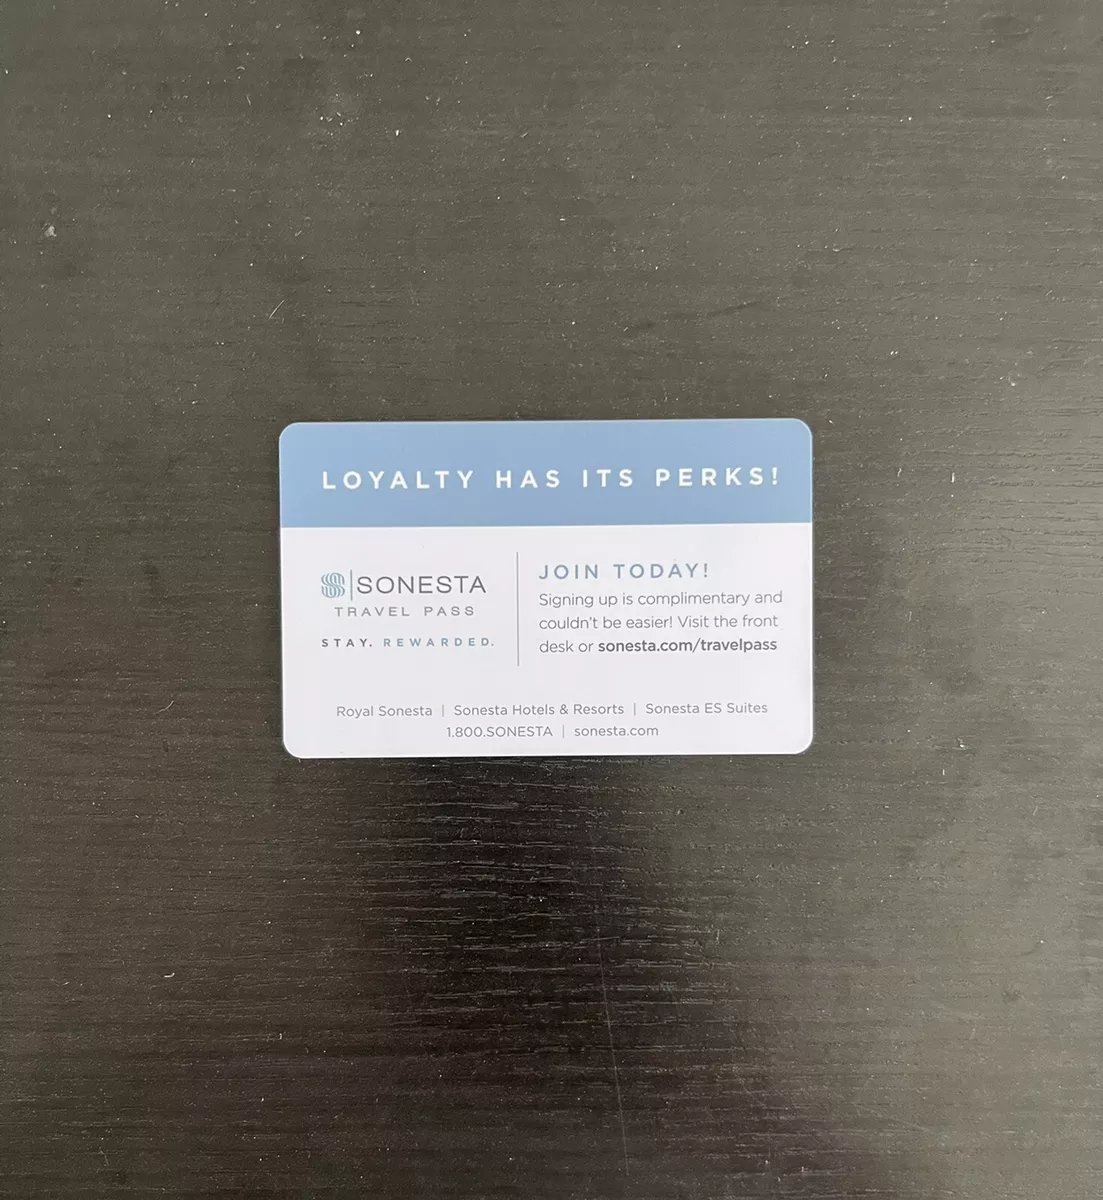 LOYALTY HAS ITS PERKS!
SONESTA
TRAVEL PASS
STAY. REWARDED.
JOIN TODAY!
Signing up is complimentary and
couldn't be easier! Visit the front
desk or sonesta.com/travelpass
Royal Sonesta | Sonesta Hotels & Resorts | Sonesta ES Suites
1.800.SONESTA | sonesta.com